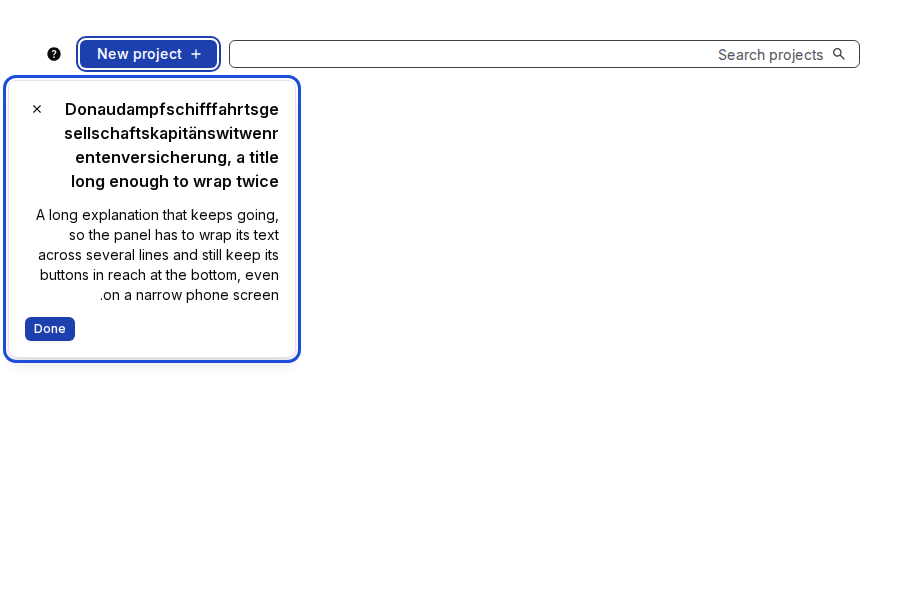 Search projects
New project
Donaudampfschifffahrtsge
sellschaftskapitänswitwenr
entenversicherung, a title
long enough to wrap twice
A long explanation that keeps going,
so the panel has to wrap its text
across several lines and still keep its
buttons in reach at the bottom, even
.on a narrow phone screen
Done